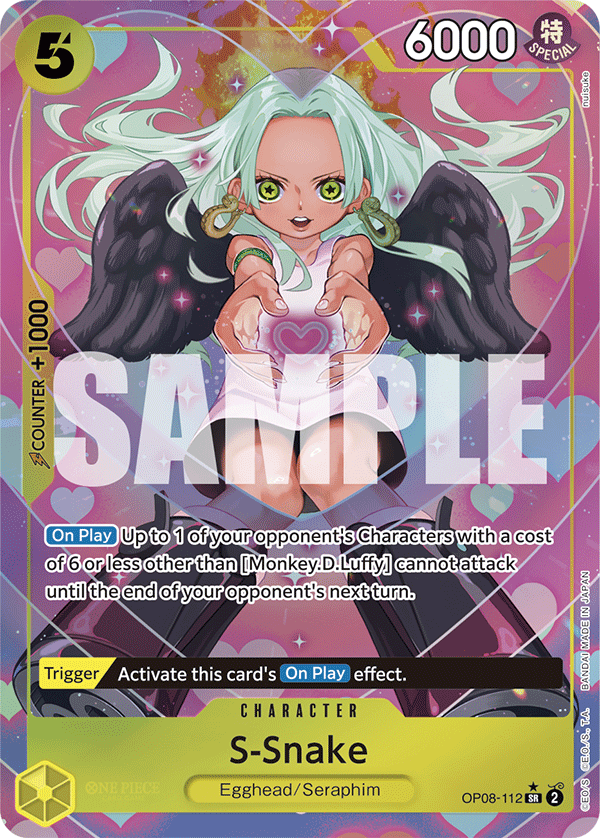 5
6000
特
SPECIAL
nutsuke
COUNTER +1000
SAMPLE
On Play Up to 1 of your opponent's Characters with a cost
of 6 or less other than [Monkey.D.Luffy] cannot attack
until the end of your opponent's next turn.
Trigger Activate this card's On Play effect.
CHARACTER
S-Snake
Egghead/Seraphim
ONE PIECE
OP08-112 SR 2
©EO/S ©EO./S., T.A. BANDAI MADE IN JAPAN